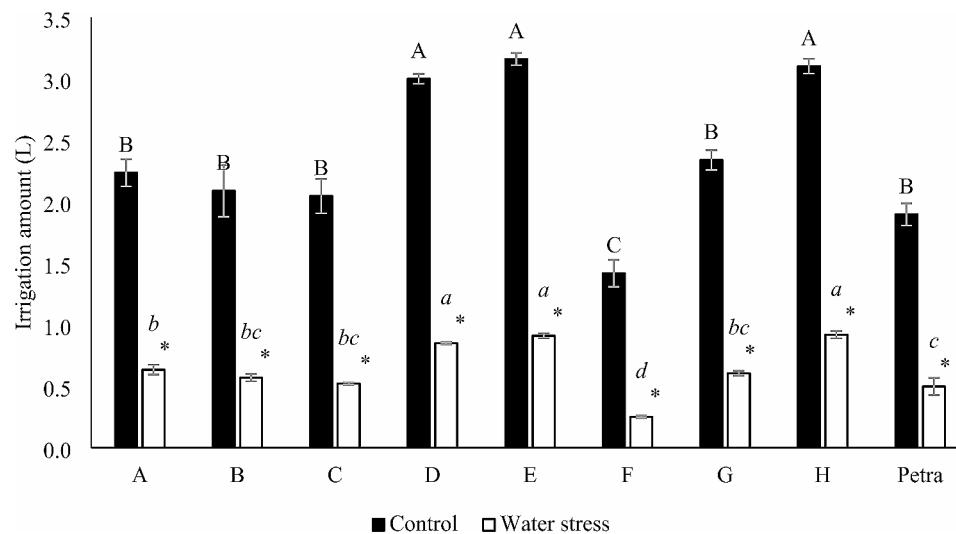 Irrigation amount (L)
3.5
3.0
2.5
2.0
1.5
1.0
0.5
0.0
B
B
B
A
A
C
B
A
B
b
*
bc
*
bc
*
a
*
a
*
d
*
bc
*
a
*
c
*
A B C D E F G H Petra
Control Water stress